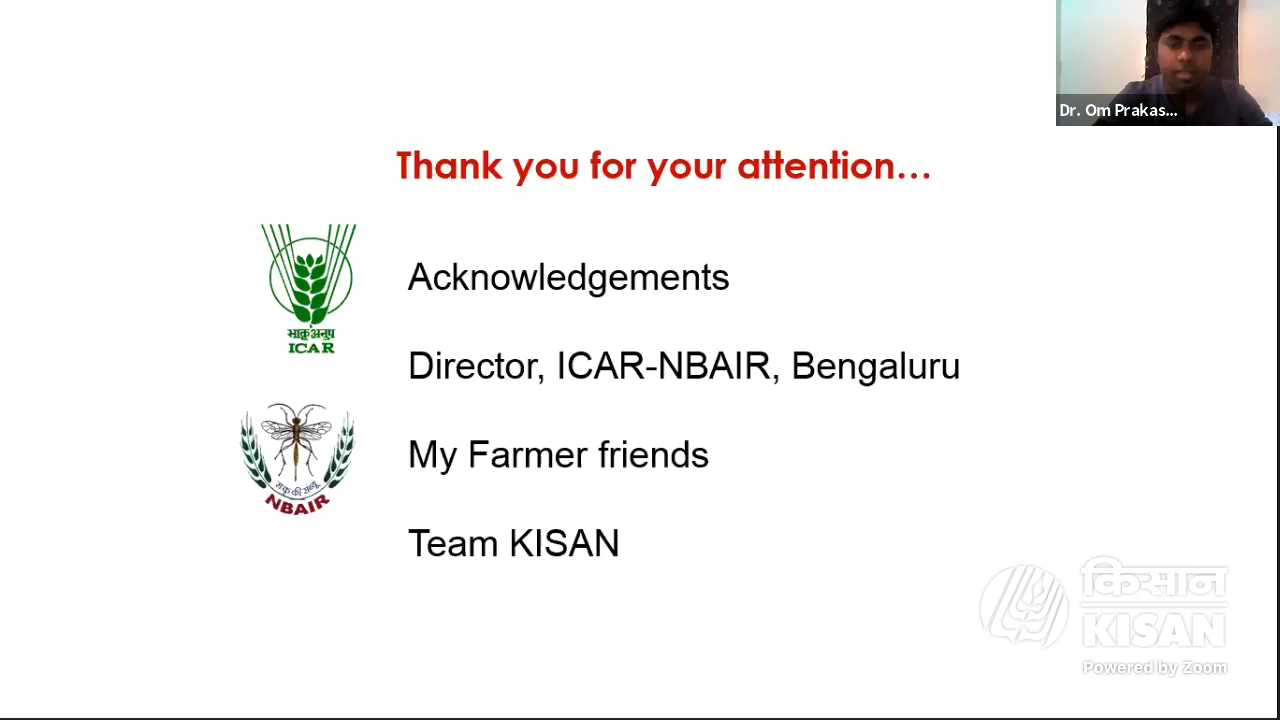 Dr. Om Prakas...
Thank you for your attention...
भाकृअनुप
ICAR
Acknowledgements
Director, ICAR-NBAIR, Bengaluru
NBAIR
My Farmer friends
Team KISAN
किसान
KISAN
Powered by Zoom